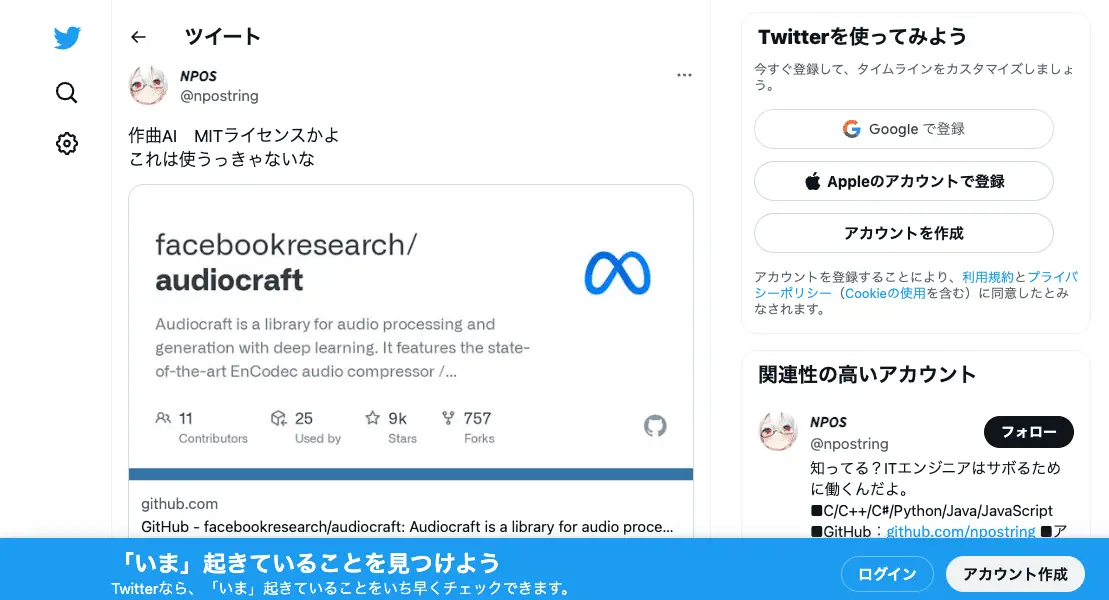 ツイート
NPOS
@npostring
作曲AI　MITライセンスかよ
これは使うっきゃないな
facebookresearch/
audiocraft
Audiocraft is a library for audio processing and
generation with deep learning. It features the state-
of-the-art EnCodec audio compressor /...
11
Contributors
25
Used by
9k
Stars
757
Forks
github.com
GitHub - facebookresearch/audiocraft: Audiocraft is a library for audio proce...
Twitterを使ってみよう
今すぐ登録して、タイムラインをカスタマイズしましょ
う。
Google で登録
Appleのアカウントで登録
アカウントを作成
アカウントを登録することにより、利用規約とプライバ
シーポリシー（Cookieの使用を含む）に同意したとみ
なされます。
関連性の高いアカウント
NPOS
@npostring
フォロー
知ってる？ITエンジニアはサボるため
に働くんだよ。
■C/C++/C#/Python/Java/JavaScript
■GitHub：github.com/npostring ■ア
「いま」起きていることを見つけよう
Twitterなら、「いま」起きていることをいち早くチェックできます。
ログイン
アカウント作成